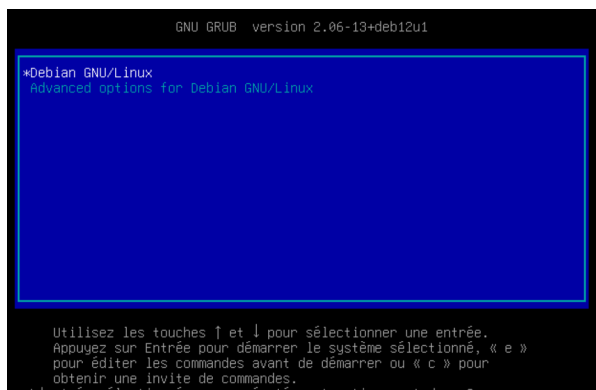 GNU GRUB version 2.06-13+deb12u1
*Debian GNU/Linux
Advanced options for Debian GNU/Linux
Utilisez les touches ↑ et ↓ pour sélectionner une entrée.
Appuyez sur Entrée pour démarrer le système sélectionné, « e »
pour éditer les commandes avant de démarrer ou « c » pour
obtenir une invite de commandes.